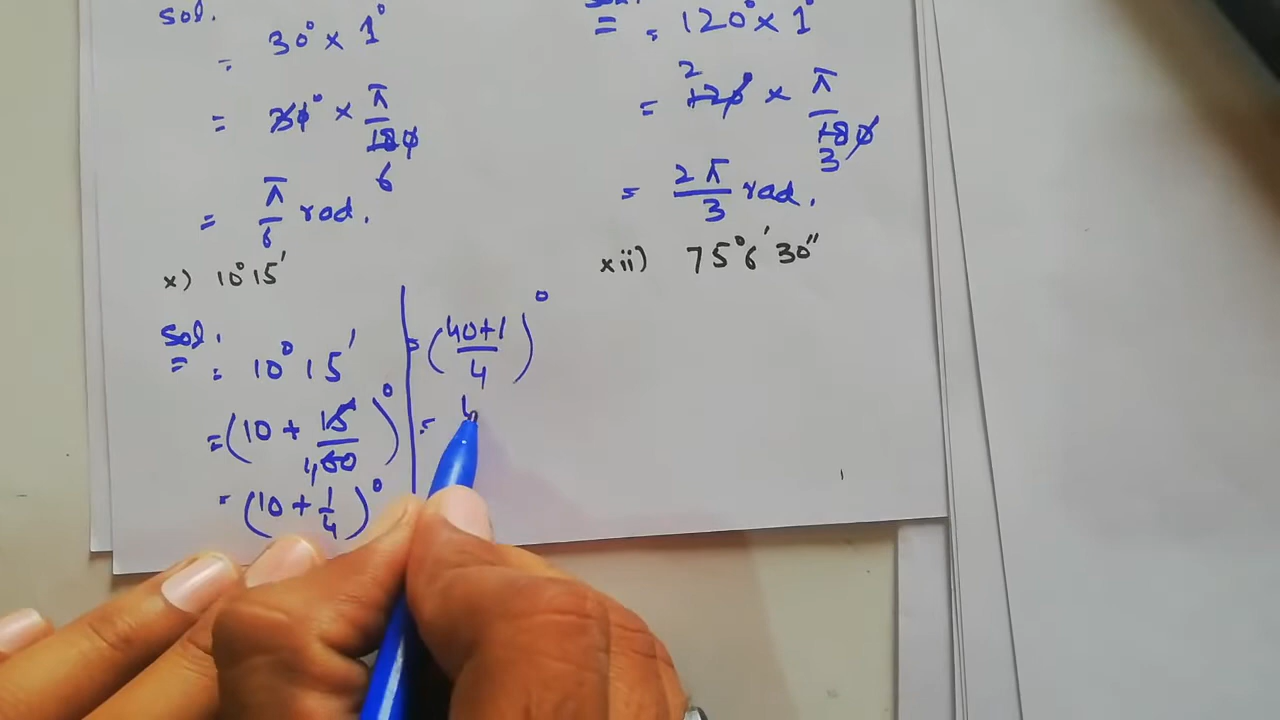 sol.
= 30° × 1°
= 30° × π/180
6
= π/6 rad.
x) 10°15'
Sol.
= 10°15'
= (10 + 15/60)°
4
= (10 + 1/4)°
= (40+1/4)°
=
= 120° × 1°
2
= 120° × π/180
3
= 2π/3 rad.
xii) 75°6'30"